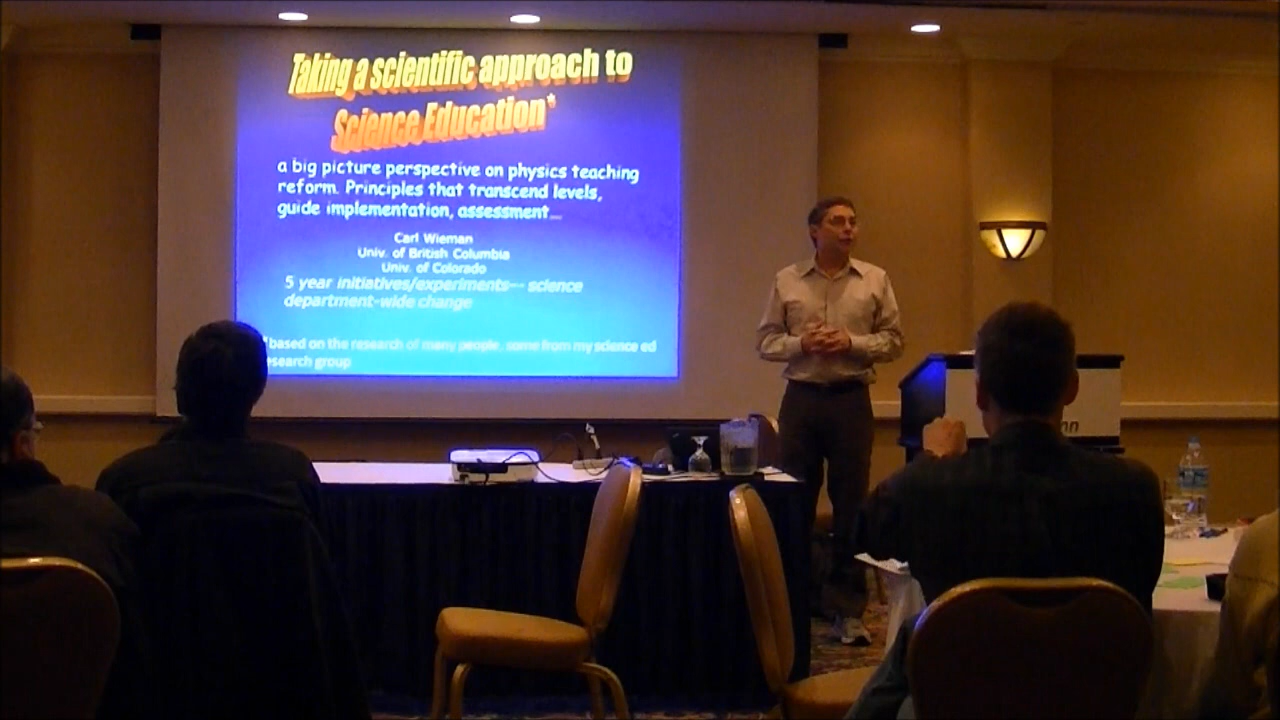 Taking a scientific approach to
Science Education*
a big picture perspective on physics teaching
reform. Principles that transcend levels,
guide implementation, assessment...
Carl Wieman
Univ. of British Columbia
Univ. of Colorado
5 year initiatives/experiments-- science
department-wide change
based on the research of many people, some from my science ed
esearch group